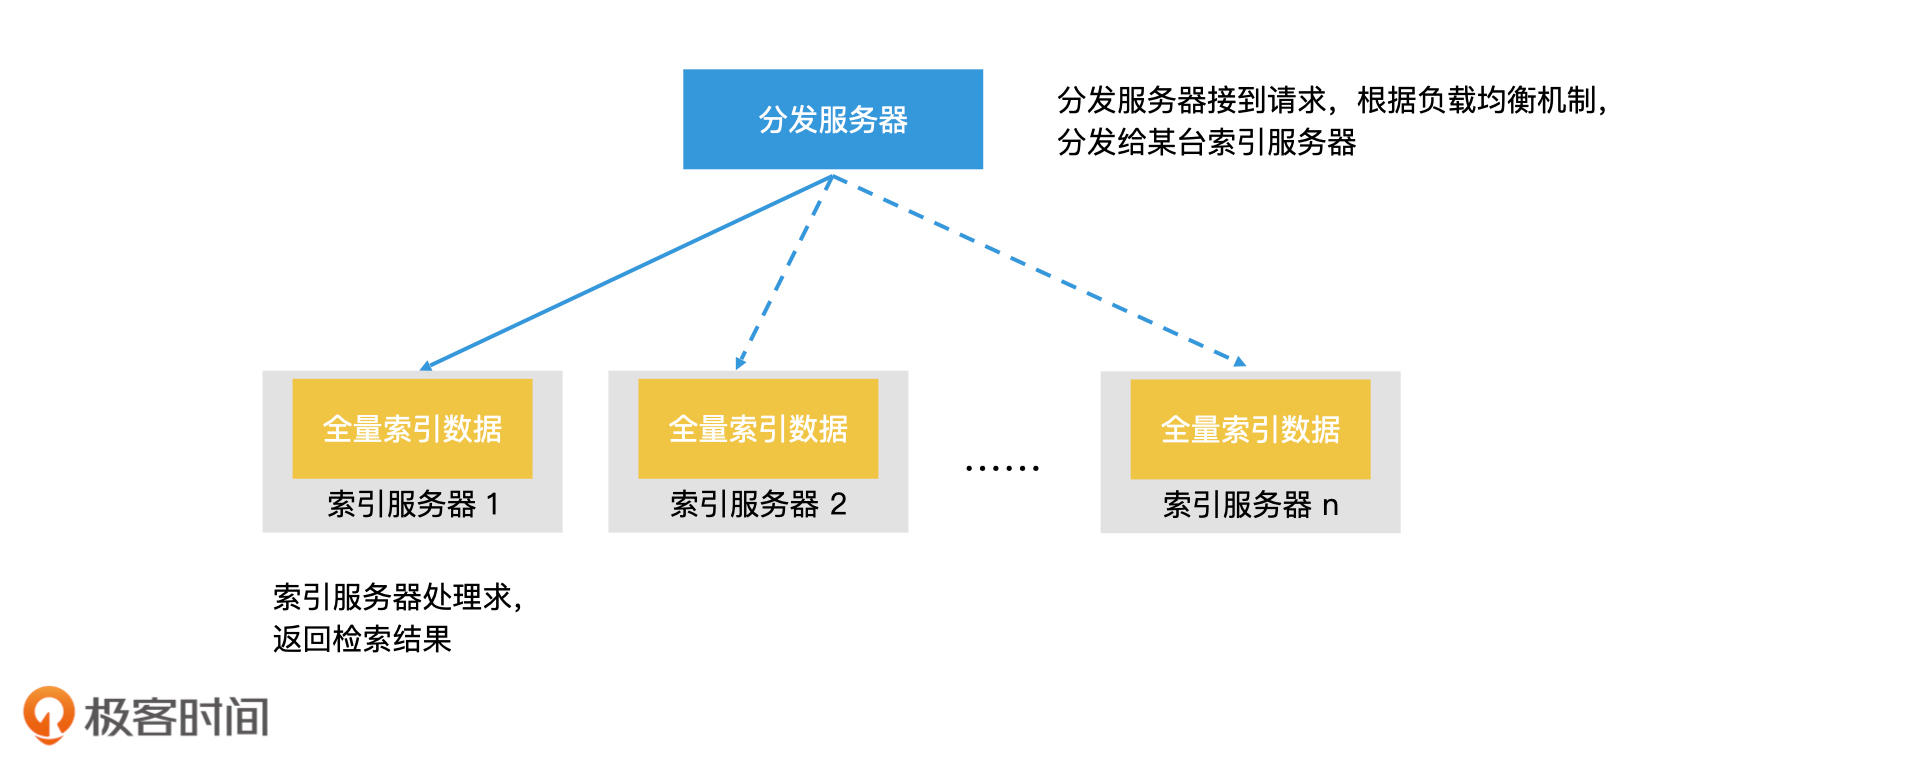 分发服务器
分发服务器接到请求，根据负载均衡机制，
分发给某台索引服务器
全量索引数据
索引服务器 1
全量索引数据
索引服务器 2
......
全量索引数据
索引服务器 n
索引服务器处理求，
返回检索结果
极客时间